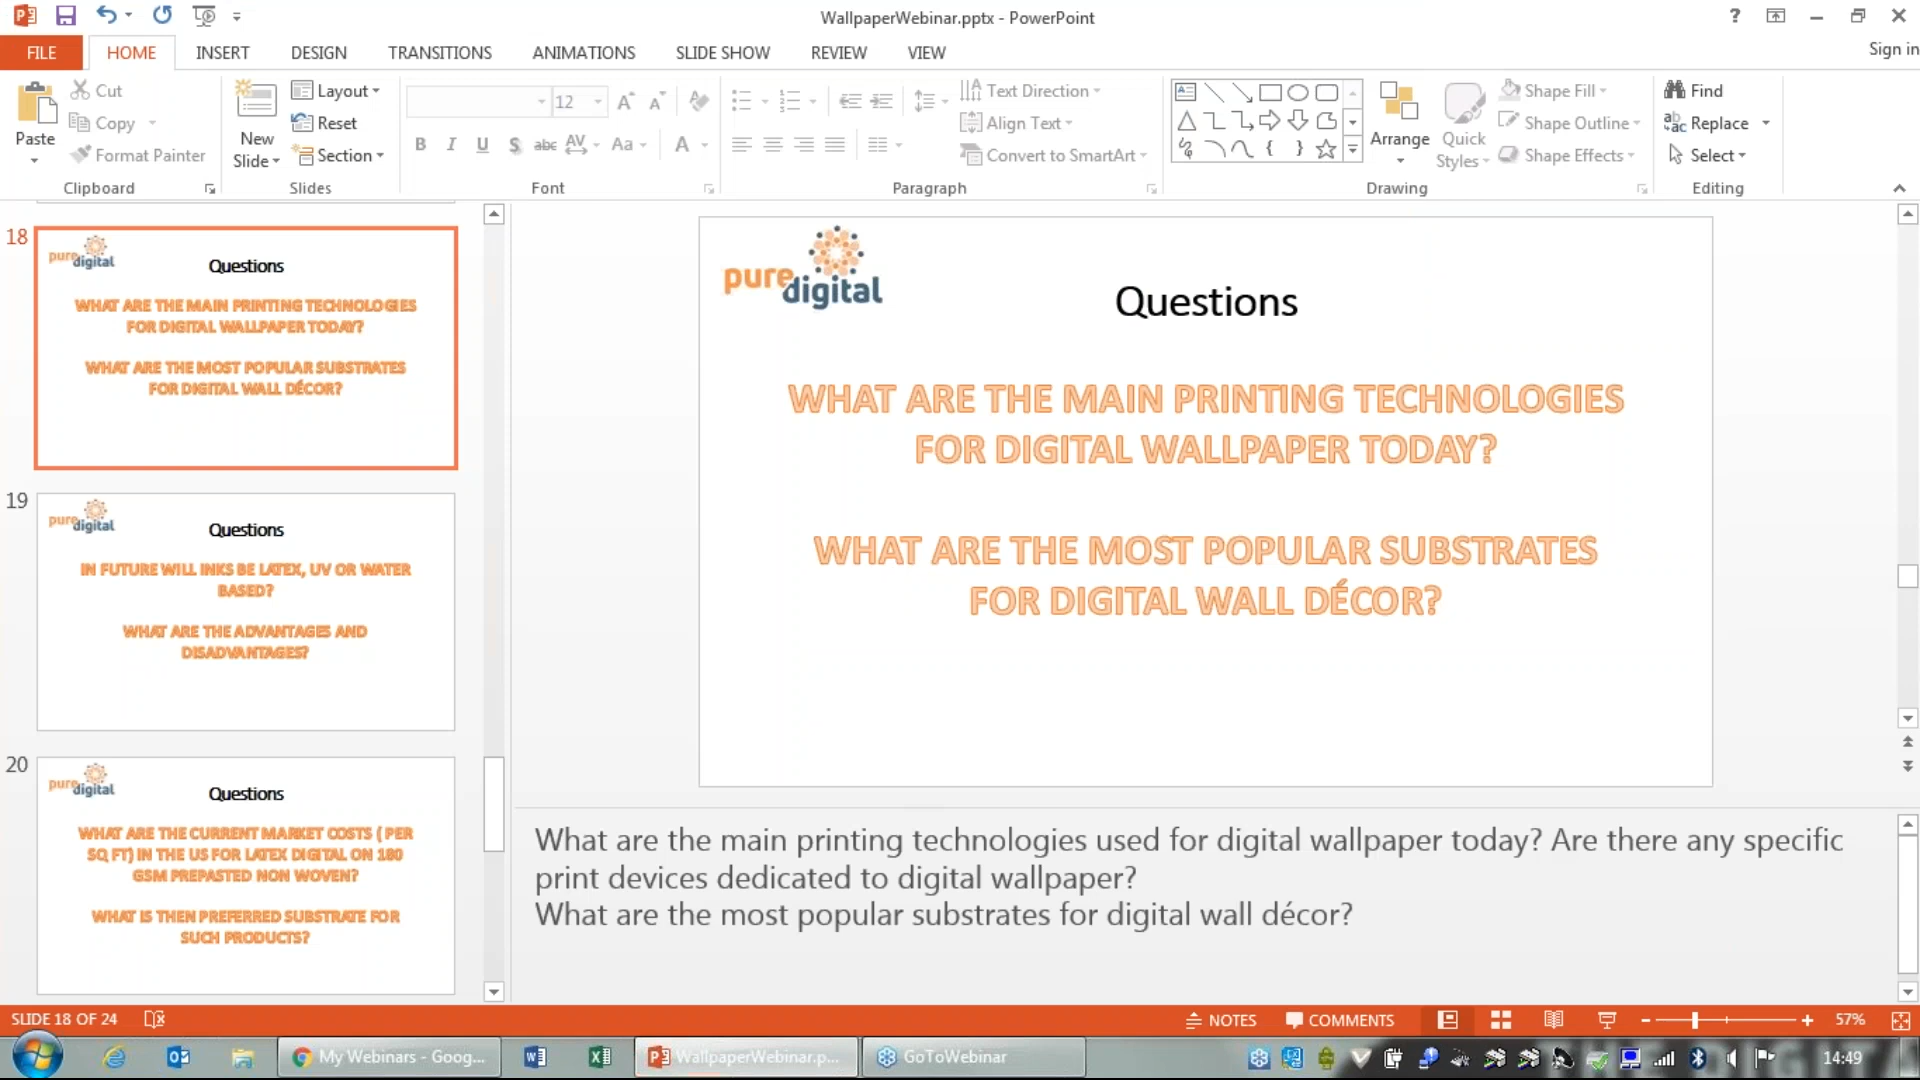 WallpaperWebinar.pptx - PowerPoint
?
Sign in
FILE
HOME
INSERT
DESIGN
TRANSITIONS
ANIMATIONS
SLIDE SHOW
REVIEW
VIEW
Paste
Cut
Copy
Format Painter
Clipboard
New
Slide
Layout
Reset
Section
Slides
12
B I U S abc AV Aa A
Font
Text Direction
Align Text
Convert to SmartArt
Paragraph
Arrange
Quick
Styles
Shape Fill
Shape Outline
Shape Effects
Drawing
Find
Replace
Select
Editing
18
pure digital
Questions
WHAT ARE THE MAIN PRINTING TECHNOLOGIES
FOR DIGITAL WALLPAPER TODAY?
WHAT ARE THE MOST POPULAR SUBSTRATES
FOR DIGITAL WALL DÉCOR?
19
pure digital
Questions
IN FUTURE WILL INKS BE LATEX, UV OR WATER
BASED?
WHAT ARE THE ADVANTAGES AND
DISADVANTAGES?
20
pure digital
Questions
WHAT ARE THE CURRENT MARKET COSTS ( PER
SQ FT) IN THE US FOR LATEX DIGITAL ON 180
GSM PREPASTED NON WOVEN?
WHAT IS THEN PREFERRED SUBSTRATE FOR
SUCH PRODUCTS?
pure digital
Questions
WHAT ARE THE MAIN PRINTING TECHNOLOGIES
FOR DIGITAL WALLPAPER TODAY?
WHAT ARE THE MOST POPULAR SUBSTRATES
FOR DIGITAL WALL DÉCOR?
What are the main printing technologies used for digital wallpaper today? Are there any specific
print devices dedicated to digital wallpaper?
What are the most popular substrates for digital wall décor?
SLIDE 18 OF 24
NOTES
COMMENTS
57%
My Webinars - Goog...
WallpaperWebinar.p...
GoToWebinar
14:49